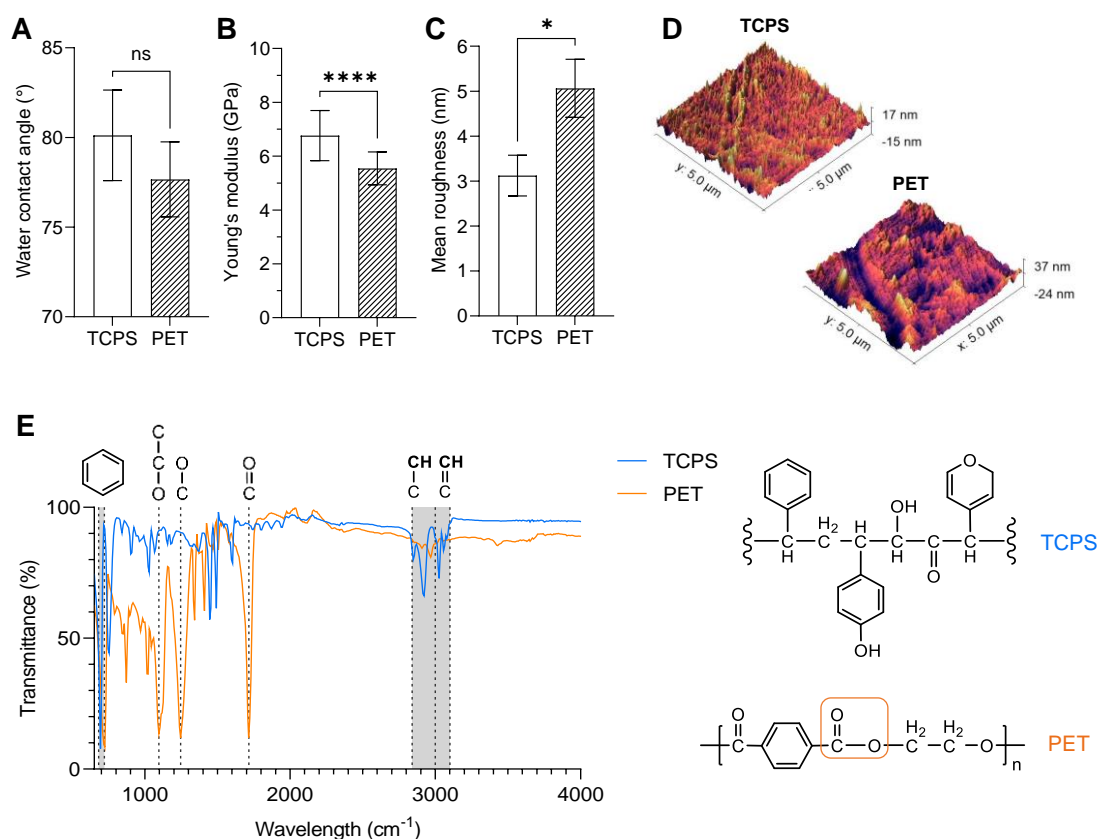 A
85
80
75
70
Water contact angle (°)
ns
TCPS PET
B
10
8
6
4
2
0
Young's modulus (GPa)
****
TCPS PET
C
6
5
4
3
2
1
0
Mean roughness (nm)
*
TCPS PET
D
TCPS
17 nm
-15 nm
y: 5.0 µm
: 5.0 µm
PET
37 nm
-24 nm
y: 5.0 µm
x: 5.0 µm
E
C
C
O
O
C
O
C
CH
C
CH
C
100
50
0
Transmittance (%)
1000 2000 3000 4000
Wavelength (cm-1)
TCPS
PET
O
OH
H2
C
C
H
C
H
C
H
C
H
O
OH
TCPS
O
C
O
C
O
H2
C
H2
C
O
n
PET